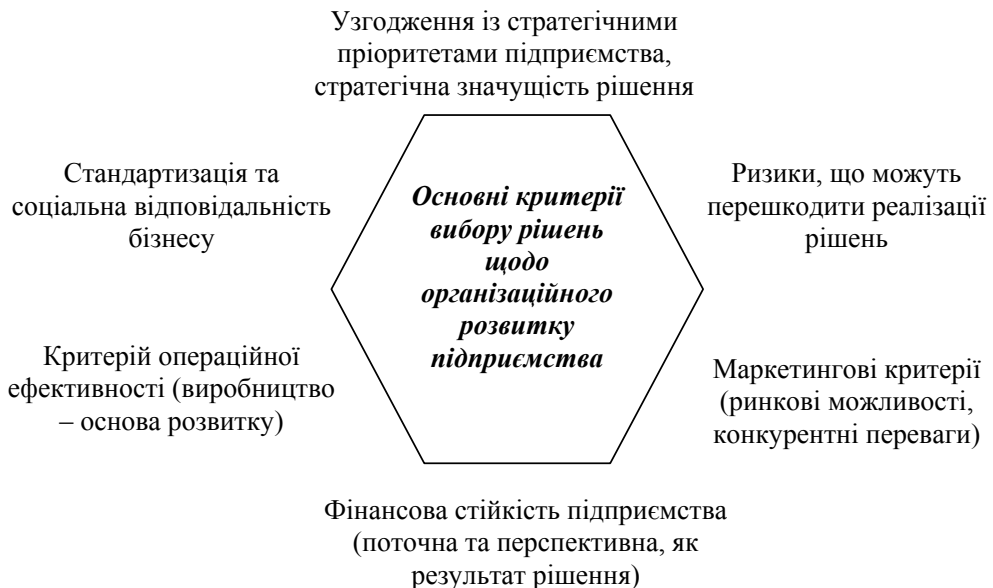 Узгодження із стратегічними
пріоритетами підприємства,
стратегічна значущість рішення
Стандартизація та
соціальна відповідальність
бізнесу
Основні критерії
вибору рішень
щодо
організаційного
розвитку
підприємства
Ризики, що можуть
перешкодити реалізації
рішень
Критерій операційної
ефективності (виробництво
– основа розвитку)
Маркетингові критерії
(ринкові можливості,
конкурентні переваги)
Фінансова стійкість підприємства
(поточна та перспективна, як
результат рішення)